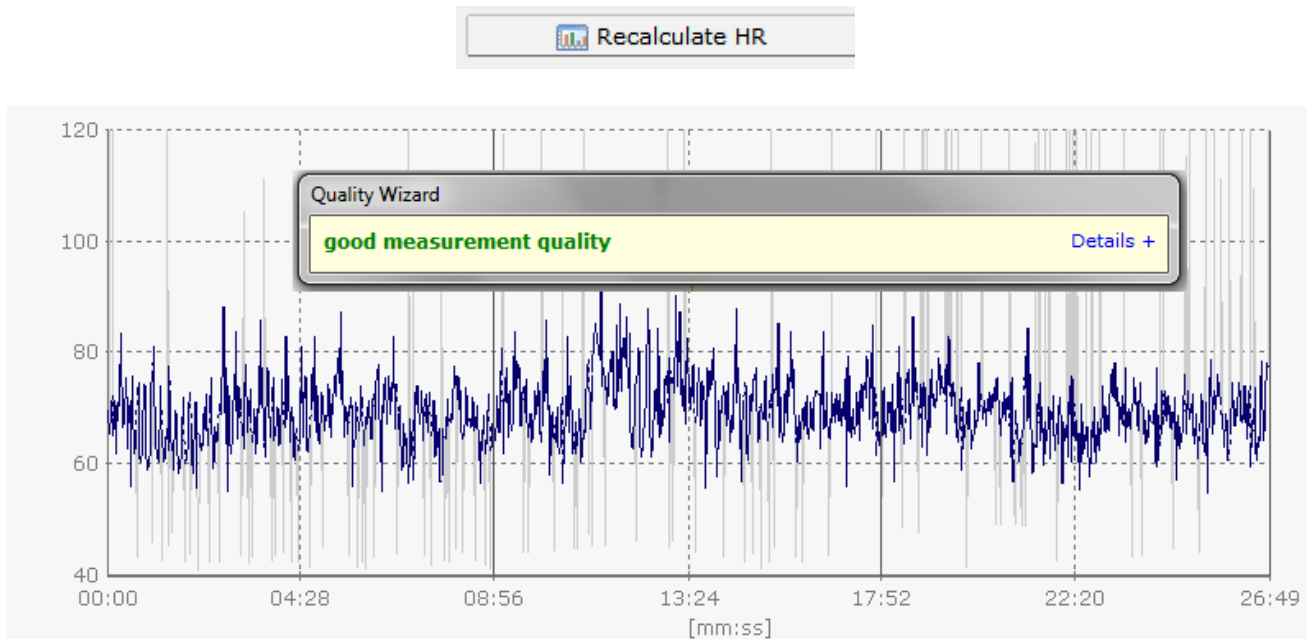 Recalculate HR
120
Quality Wizard
good measurement quality Details +
100
80
60
40
00:00 04:28 08:56 13:24 17:52 22:20 26:49
[mm:ss]